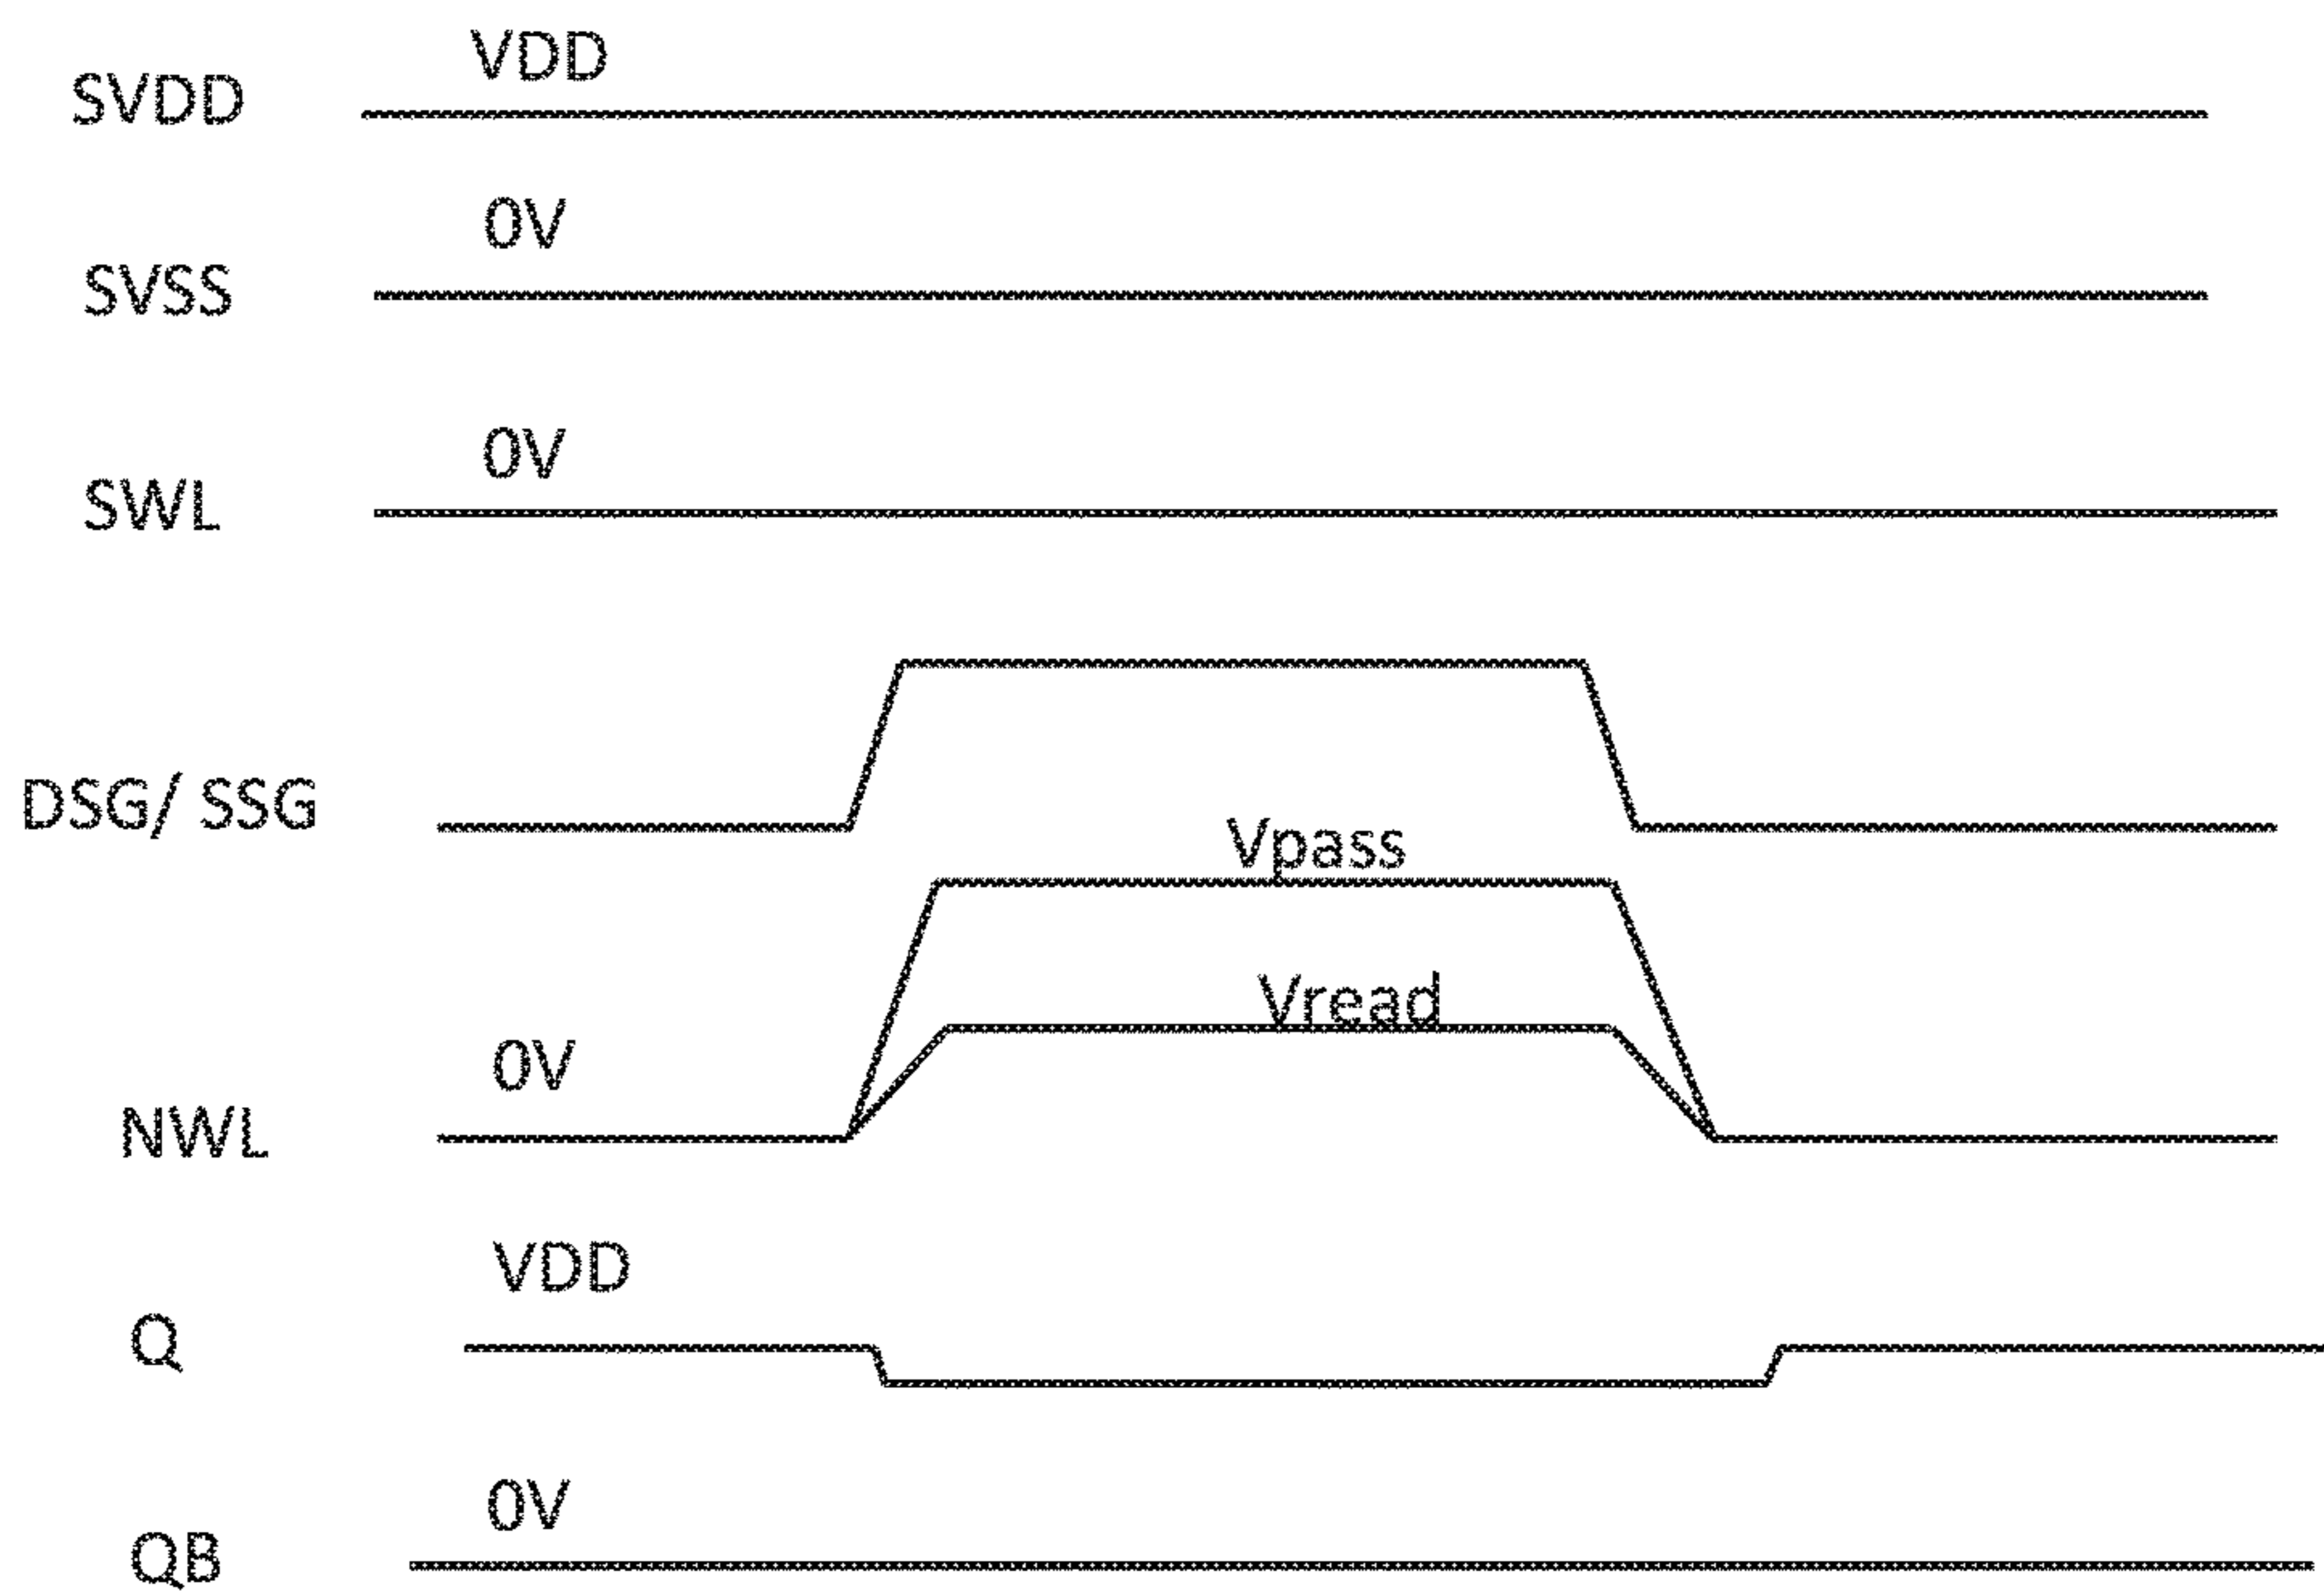 VDD
SVDD
0V
SVSS
0V
SWL
DSG/ SSG
Vpass
Vread
0V
NWL
VDD
Q
0V
QB